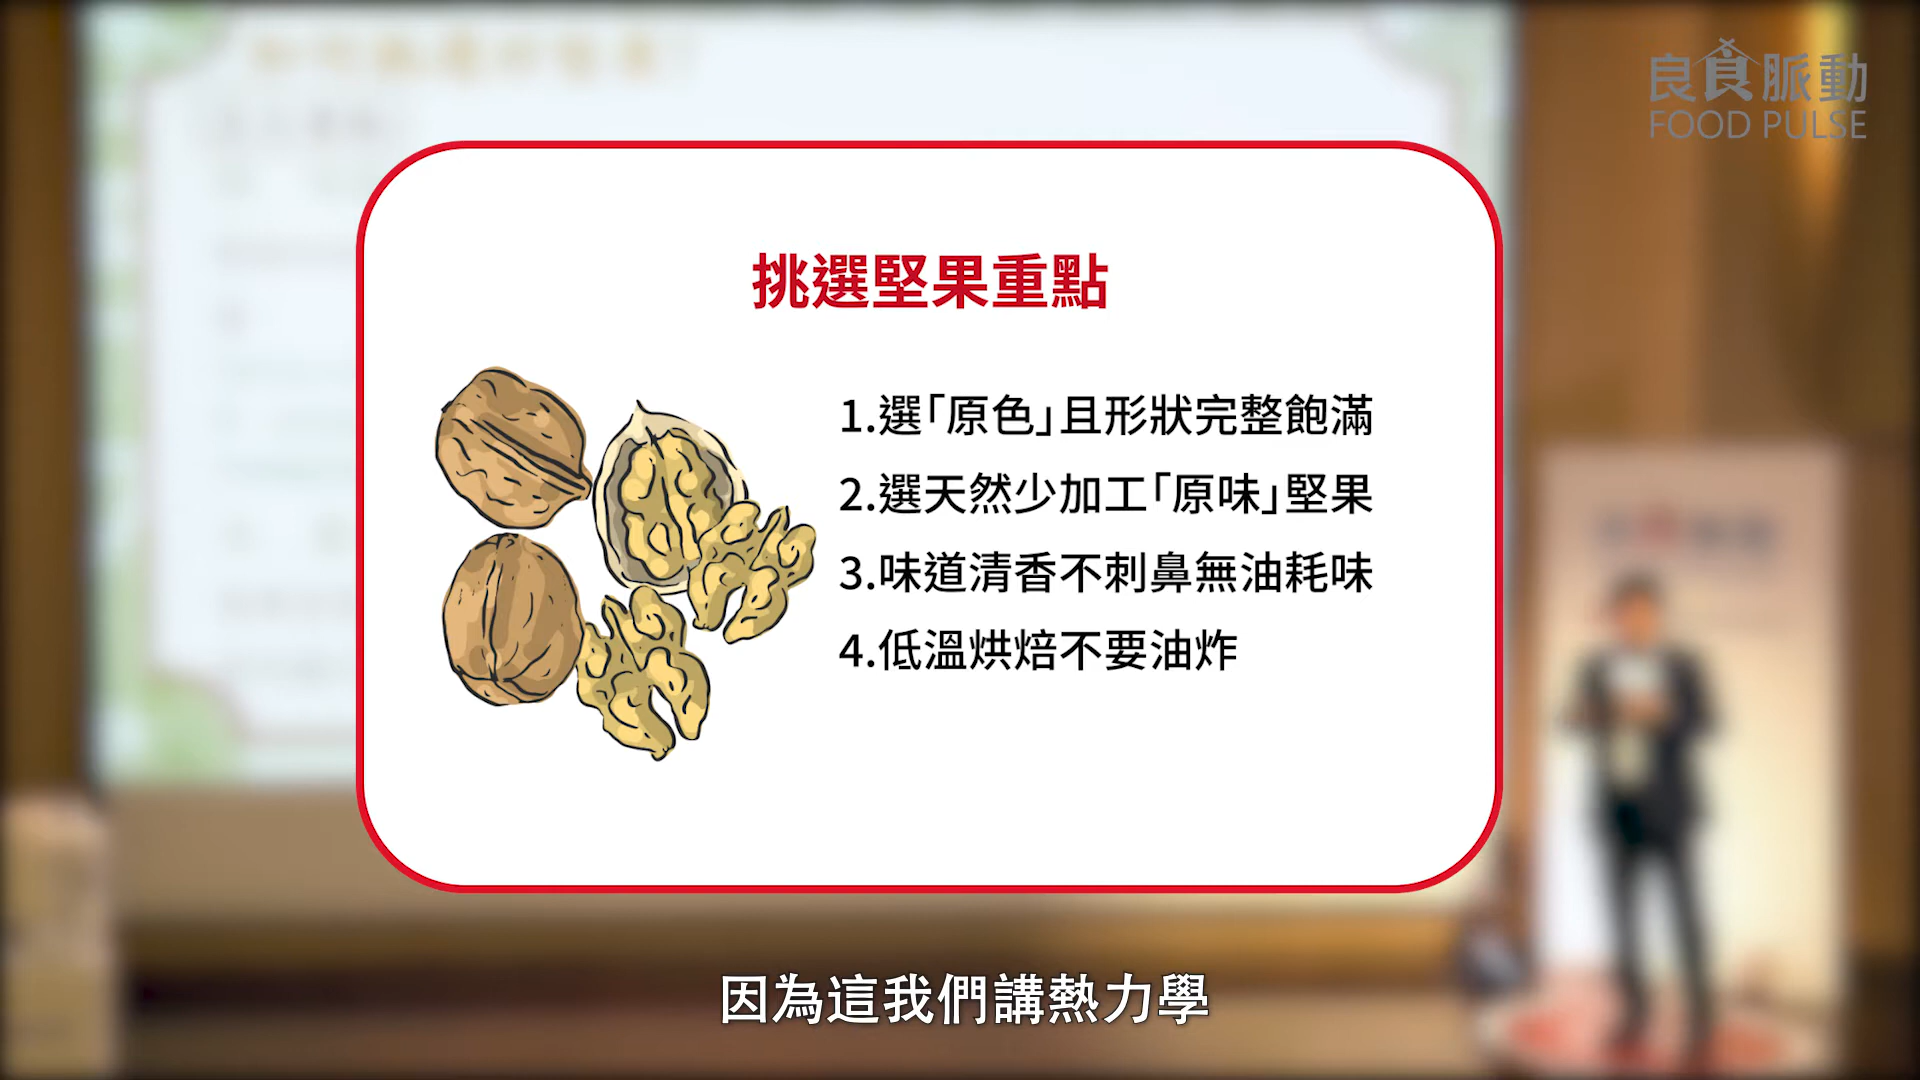 良食脈動
FOOD PULSE
挑選堅果重點
1.選「原色」且形狀完整飽滿
2.選天然少加工「原味」堅果
3.味道清香不刺鼻無油耗味
4.低溫烘焙不要油炸
因為這我們講熱力學